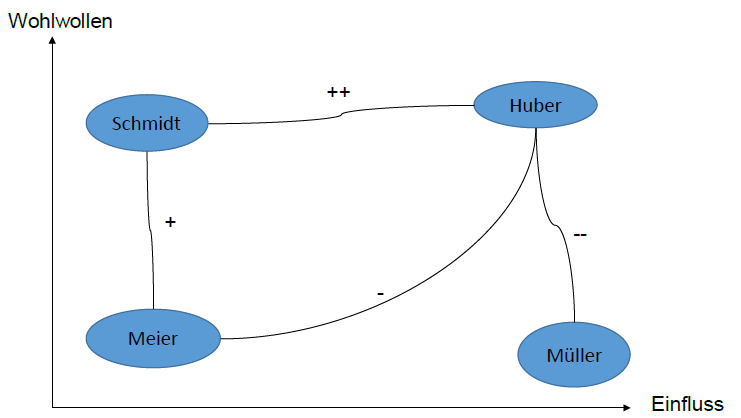 Wohlwollen
++
Huber
Schmidt
+
--
-
Meier
Müller
Einfluss